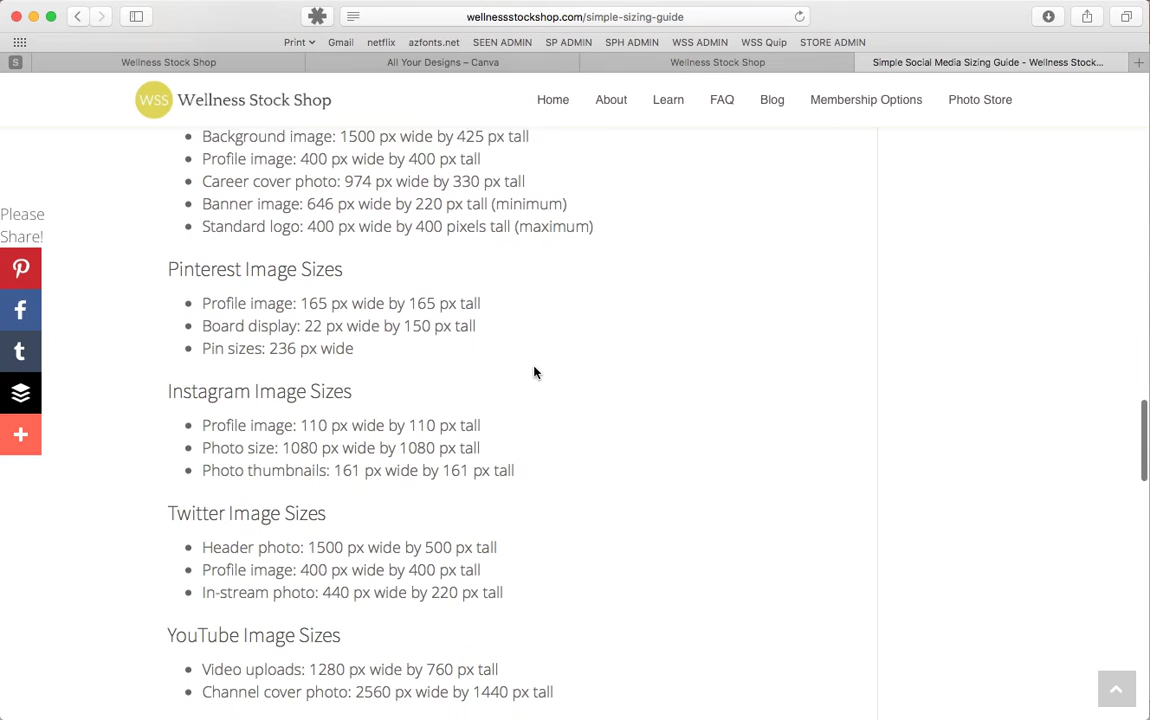 wellnessstockshop.com/simple-sizing-guide
Print
Gmail
netflix
azfonts.net
SEEN ADMIN
SP ADMIN
SPH ADMIN
WSS ADMIN
WSS Quip
STORE ADMIN
S
Wellness Stock Shop
All Your Designs – Canva
Wellness Stock Shop
Simple Social Media Sizing Guide - Wellness Stock...
WSS Wellness Stock Shop
Home
About
Learn
FAQ
Blog
Membership Options
Photo Store
Background image: 1500 px wide by 425 px tall
Profile image: 400 px wide by 400 px tall
Career cover photo: 974 px wide by 330 px tall
Banner image: 646 px wide by 220 px tall (minimum)
Standard logo: 400 px wide by 400 pixels tall (maximum)
Please
Share!
Pinterest Image Sizes
Profile image: 165 px wide by 165 px tall
Board display: 22 px wide by 150 px tall
Pin sizes: 236 px wide
Instagram Image Sizes
Profile image: 110 px wide by 110 px tall
Photo size: 1080 px wide by 1080 px tall
Photo thumbnails: 161 px wide by 161 px tall
Twitter Image Sizes
Header photo: 1500 px wide by 500 px tall
Profile image: 400 px wide by 400 px tall
In-stream photo: 440 px wide by 220 px tall
YouTube Image Sizes
Video uploads: 1280 px wide by 760 px tall
Channel cover photo: 2560 px wide by 1440 px tall